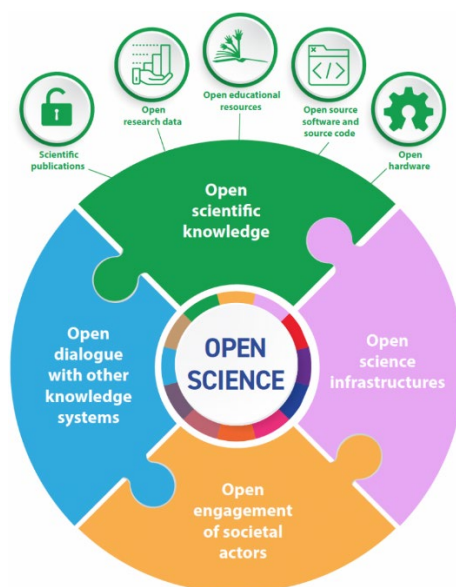 Open educational
resources
Open
research data
Open source
software and
source code
Scientific
publications
Open
hardware
Open
scientific
knowledge
Open
dialogue
with other
knowledge
systems
OPEN
SCIENCE
Open
science
infrastructures
Open
engagement
of societal
actors